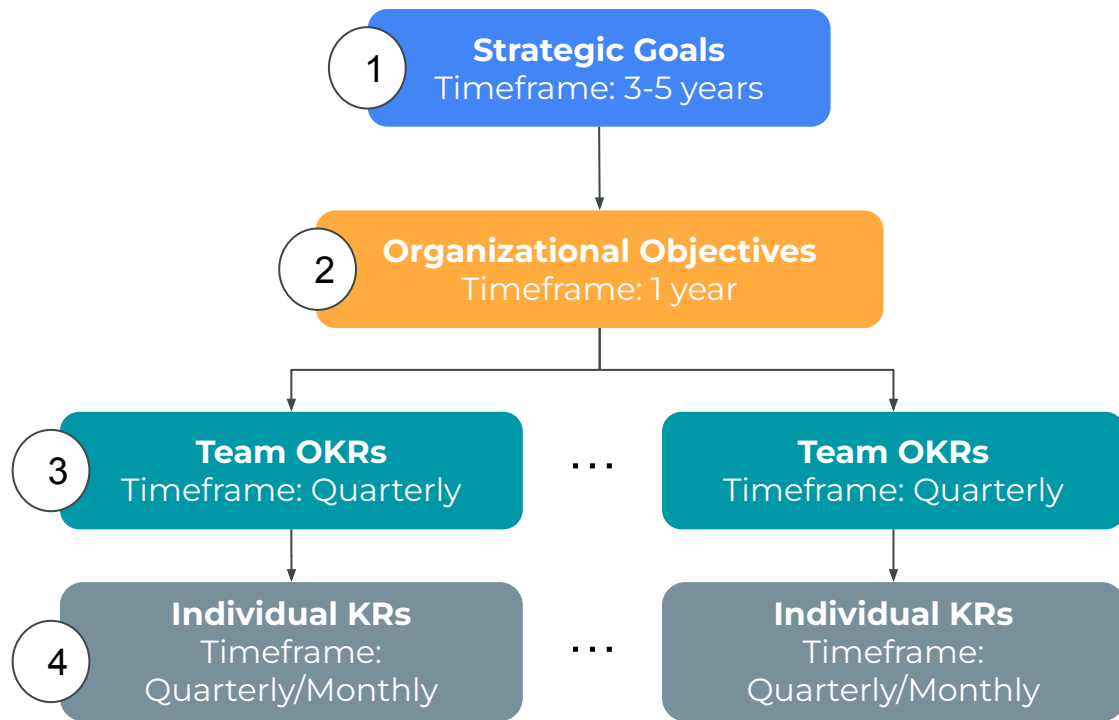 1
Strategic Goals
Timeframe: 3-5 years
2
Organizational Objectives
Timeframe: 1 year
3
Team OKRs
Timeframe: Quarterly
...
Team OKRs
Timeframe: Quarterly
4
Individual KRs
Timeframe:
Quarterly/Monthly
...
Individual KRs
Timeframe:
Quarterly/Monthly